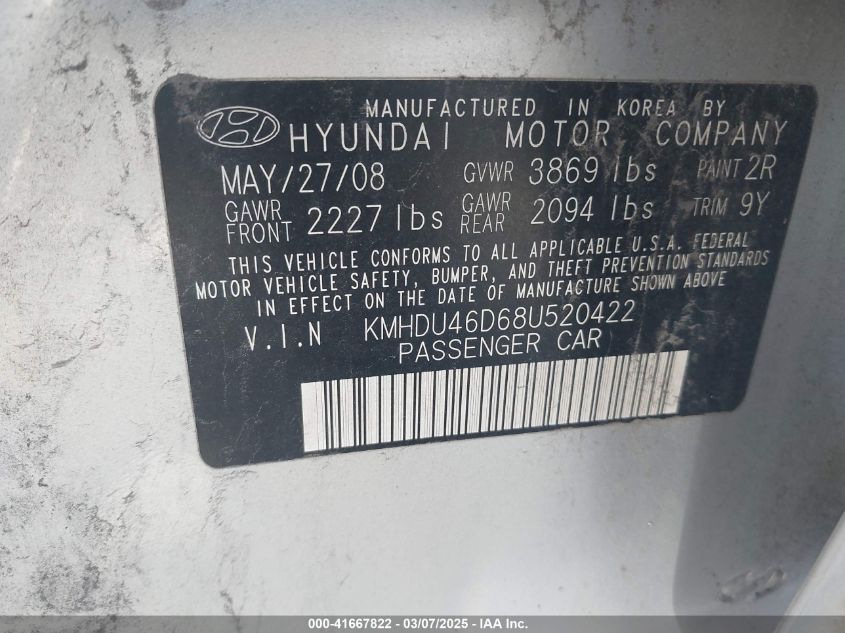 MANUFACTURED IN KOREA BY
HYUNDAI MOTOR COMPANY
MAY/27/08 GVWR 3869 lbs PAINT 2R
GAWR FRONT 2227 lbs GAWR REAR 2094 lbs TRIM 9Y
THIS VEHICLE CONFORMS TO ALL APPLICABLE U.S.A. FEDERAL
MOTOR VEHICLE SAFETY, BUMPER, AND THEFT PREVENTION STANDARDS
IN EFFECT ON THE DATE OF MANUFACTURE SHOWN ABOVE
V.I.N KMHDU46D68U520422
PASSENGER CAR
000-41667822 - 03/07/2025 - IAA Inc.